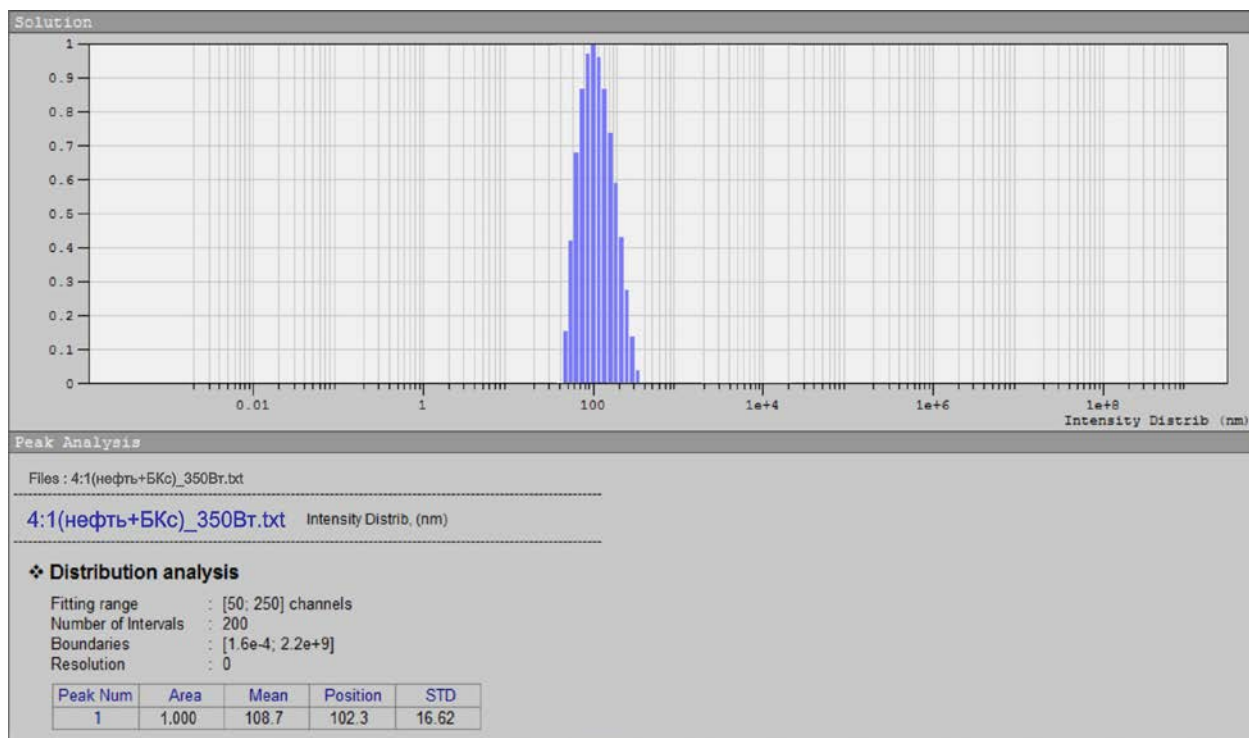 Solution
1
0.9
0.8
0.7
0.6
0.5
0.4
0.3
0.2
0.1
0
0.01 1 100 1e+4 1e+6 1e+8
Intensity Distrib (nm)
Peak Analysis
Files : 4:1(нефть+БКс)_350Вт.txt
4:1(нефть+БКс)_350Вт.txt Intensity Distrib, (nm)
❖ Distribution analysis
Fitting range : [50; 250] channels
Number of Intervals : 200
Boundaries : [1.6e-4; 2.2e+9]
Resolution : 0
Peak Num Area Mean Position STD
1 1.000 108.7 102.3 16.62